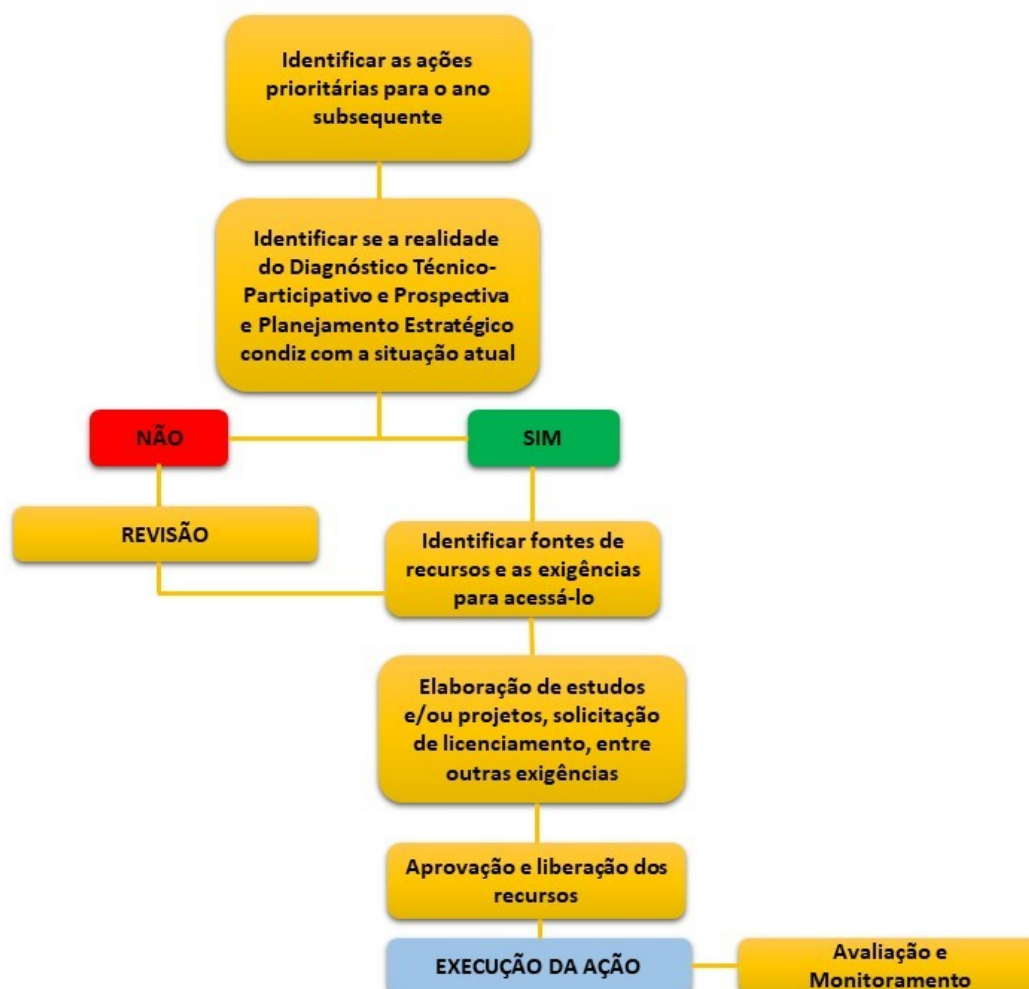 Identificar as ações
prioritárias para o ano
subsequente
Identificar se a realidade
do Diagnóstico Técnico-
Participativo e Prospectiva
e Planejamento Estratégico
condiz com a situação atual
NÃO
SIM
REVISÃO
Identificar fontes de
recursos e as exigências
para acessá-lo
Elaboração de estudos
e/ou projetos, solicitação
de licenciamento, entre
outras exigências
Aprovação e liberação dos
recursos
EXECUÇÃO DA AÇÃO
Avaliação e
Monitoramento